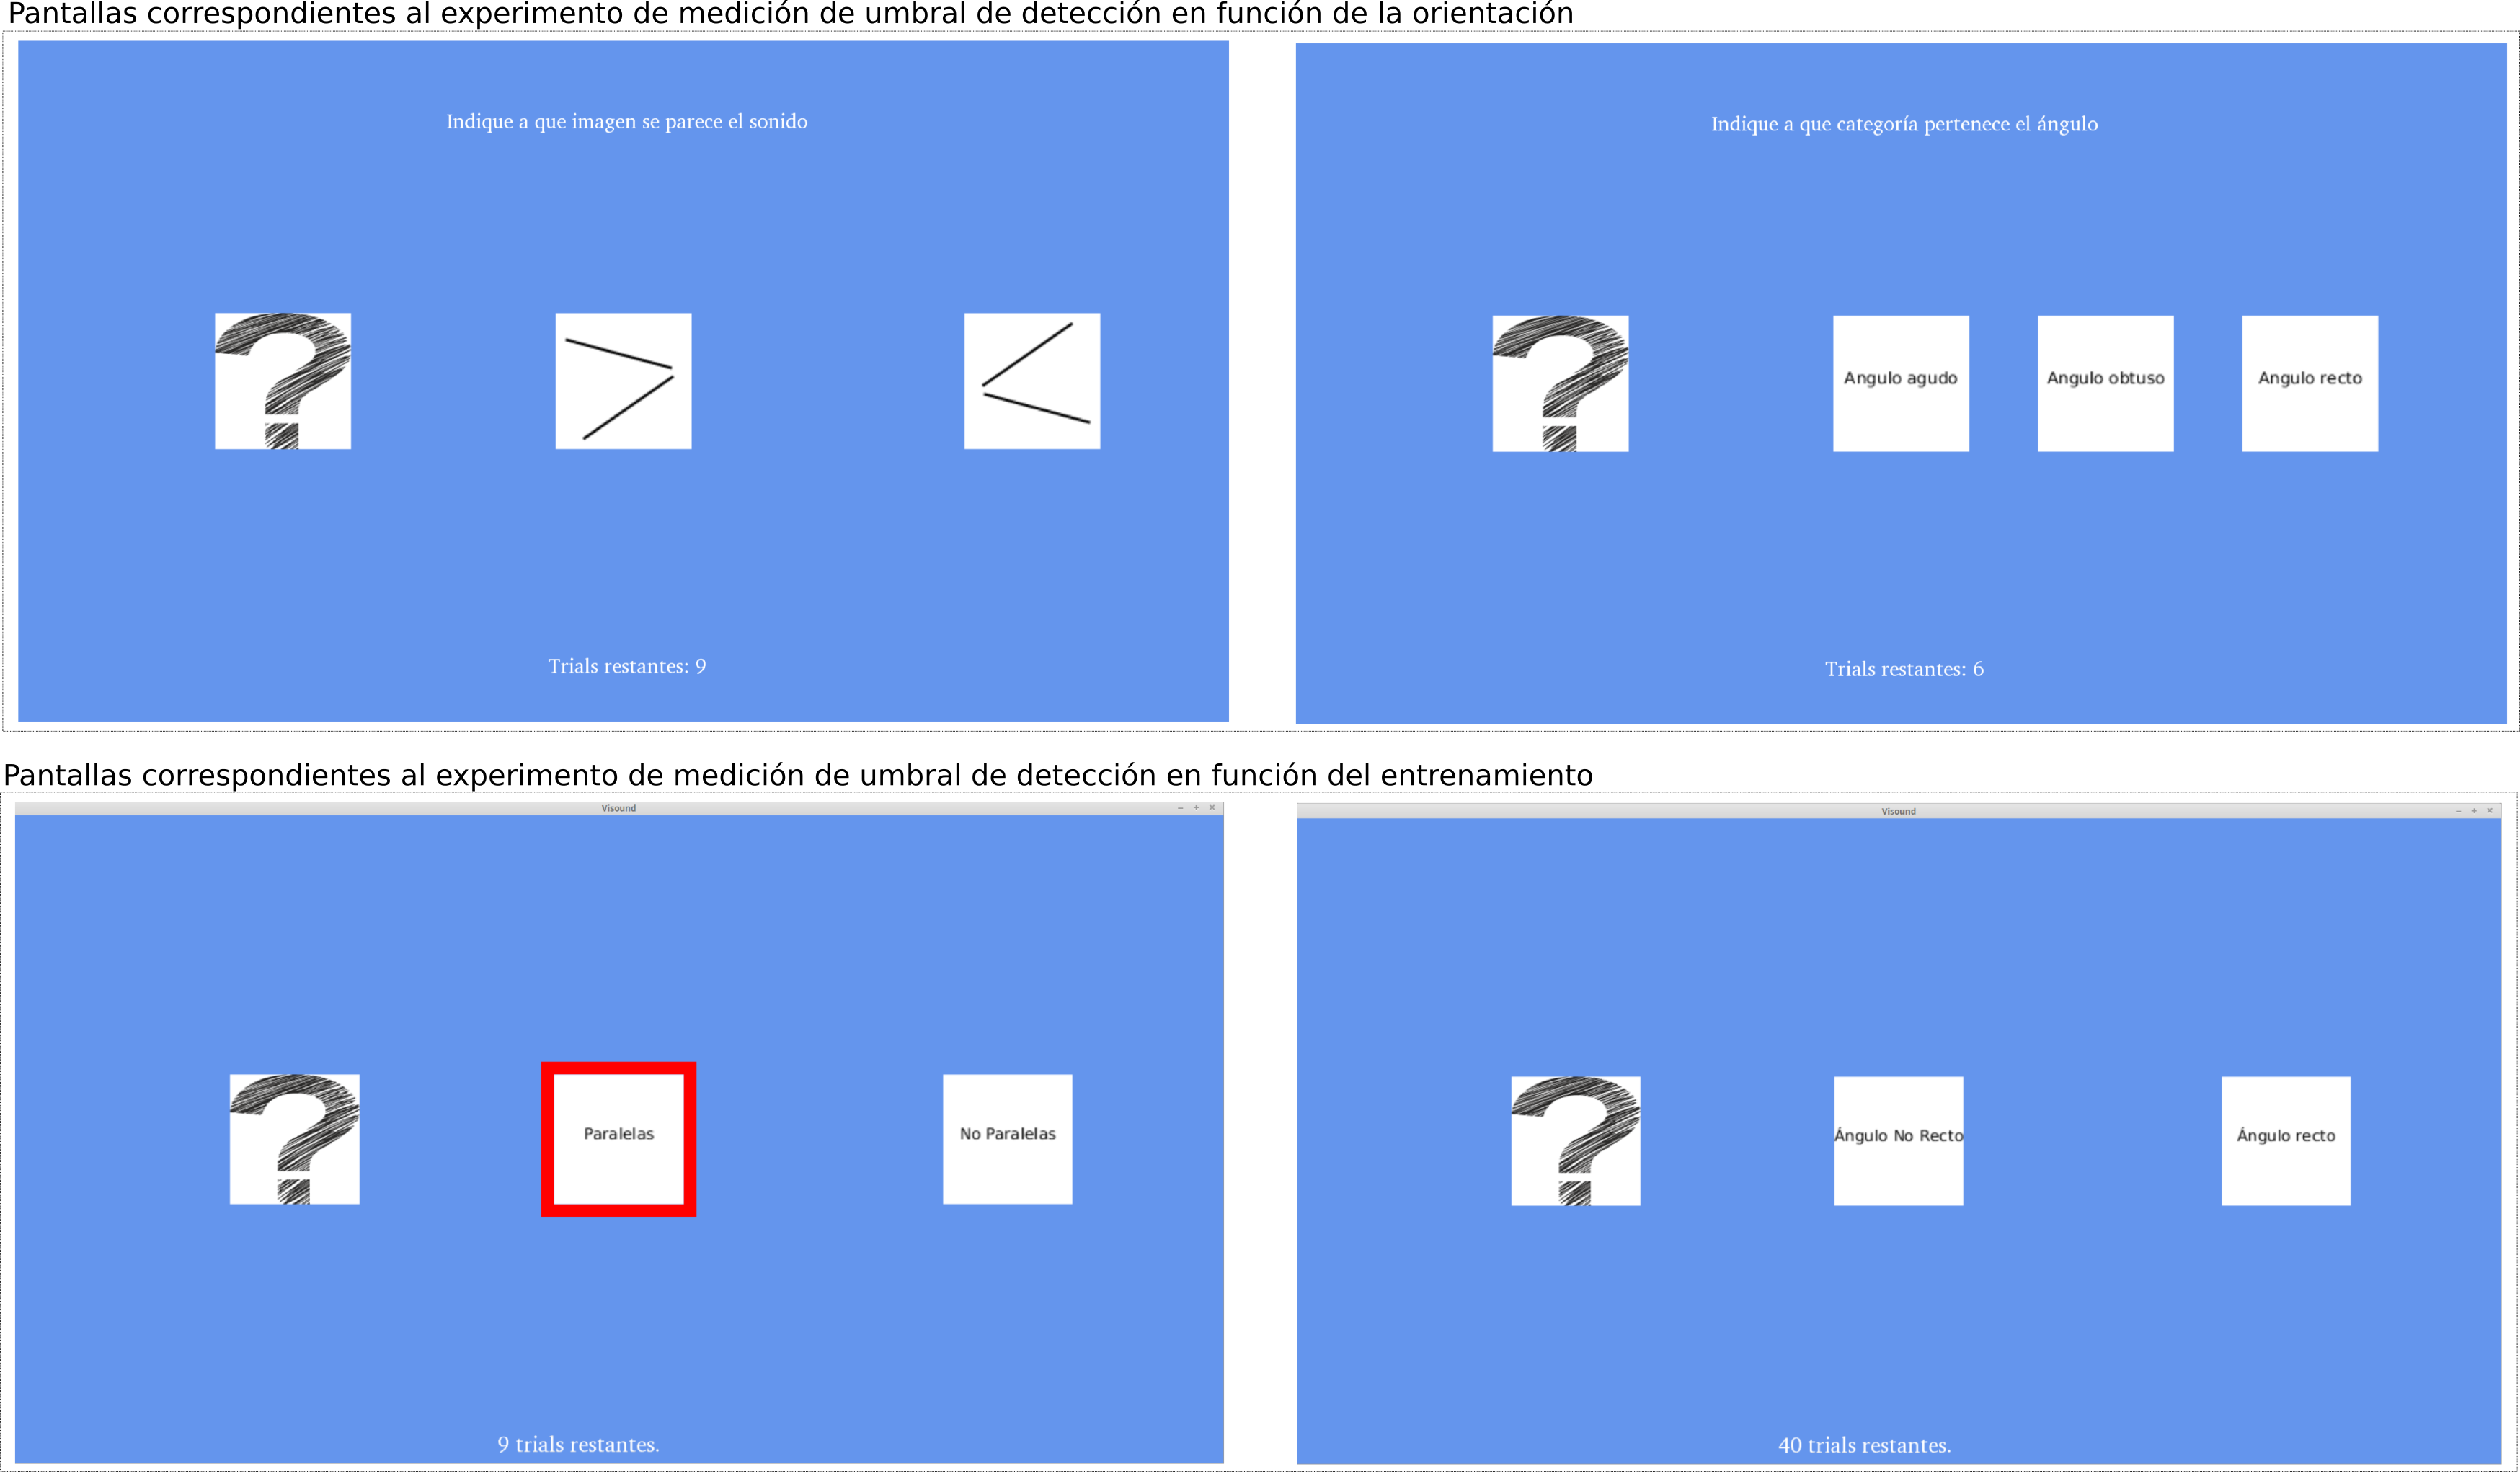 Pantallas correspondientes al experimento de medición de umbral de detección en función de la orientación
Indique a que imagen se parece el sonido
Trials restantes: 9
Indique a que categoría pertenece el ángulo
Angulo agudo
Angulo obtuso
Angulo recto
Trials restantes: 6
Pantallas correspondientes al experimento de medición de umbral de detección en función del entrenamiento
Visound
Paralelas
No Paralelas
9 trials restantes.
Visound
Ángulo No Recto
Ángulo recto
40 trials restantes.